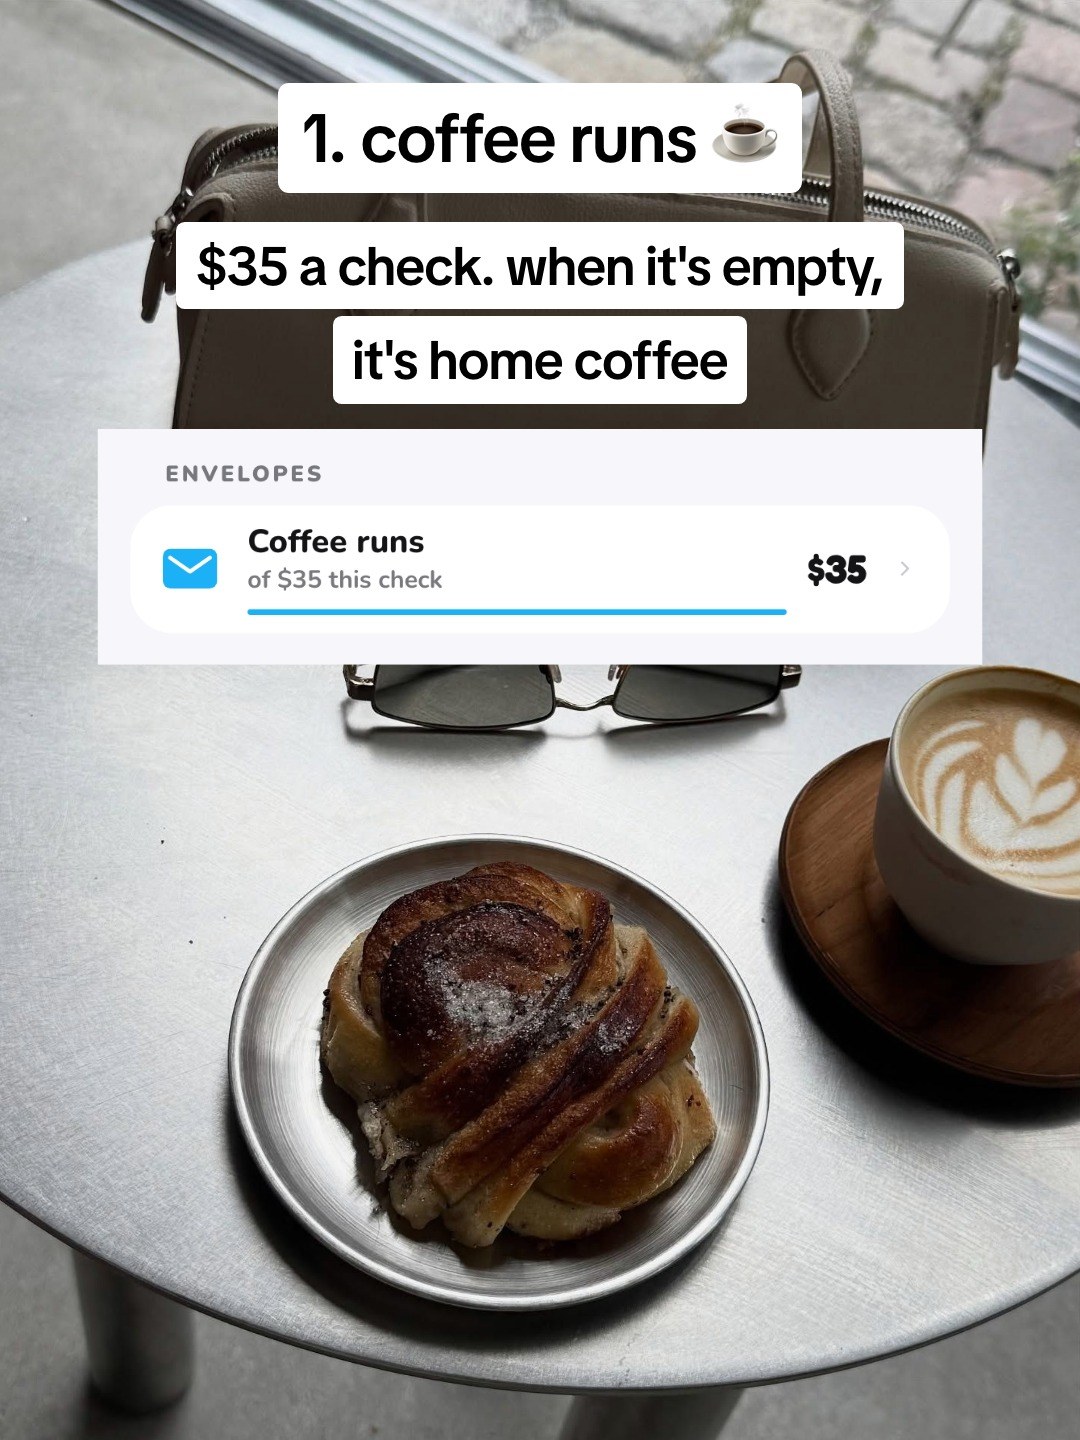 1. coffee runs ☕
$35 a check. when it's empty,
it's home coffee
ENVELOPES
Coffee runs
of $35 this check
$35